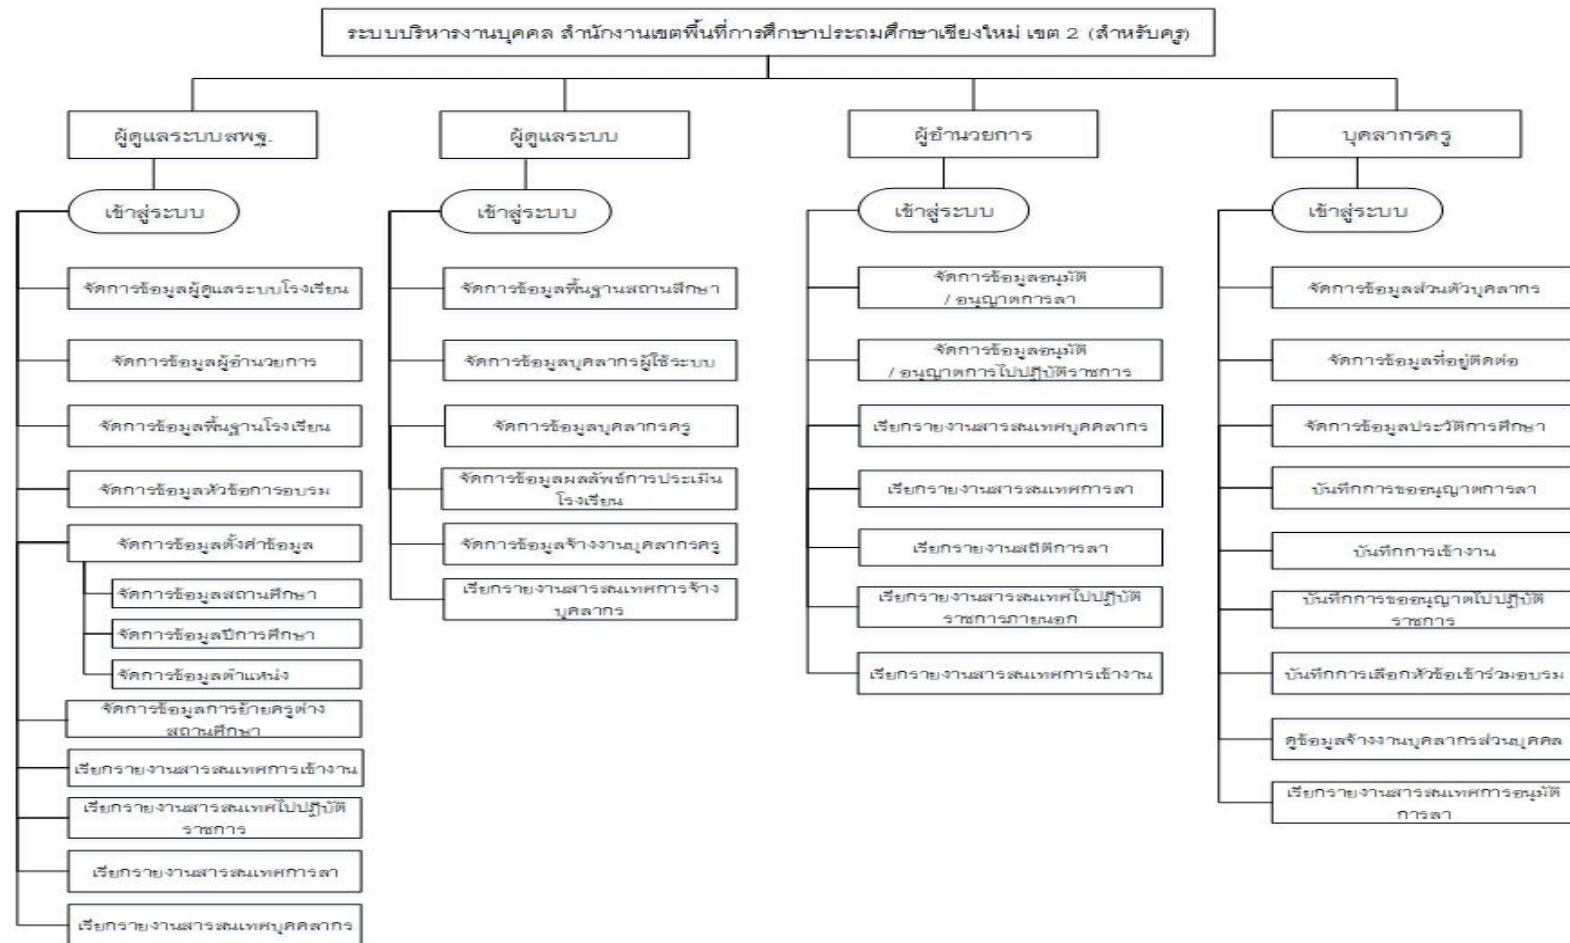 ระบบบริหารงานบุคคล สำนักงานเขตพื้นที่การศึกษาประถมศึกษาเชียงใหม่ เขต 2 (สำหรับครู)
ผู้ดูแลระบบสพฐ.
เข้าสู่ระบบ
จัดการข้อมูลผู้ดูแลระบบโรงเรียน
จัดการข้อมูลผู้อำนวยการ
จัดการข้อมูลพื้นฐานโรงเรียน
จัดการข้อมูลหัวข้อการอบรม
จัดการข้อมูลตั้งค่าข้อมูล
จัดการข้อมูลสถานศึกษา
จัดการข้อมูลปีการศึกษา
จัดการข้อมูลตำแหน่ง
จัดการข้อมูลการย้ายครูต่าง
สถานศึกษา
เรียกรายงานสารสนเทศการเข้างาน
เรียกรายงานสารสนเทศไปปฏิบัติ
ราชการ
เรียกรายงานสารสนเทศการลา
เรียกรายงานสารสนเทศบุคคลากร
ผู้ดูแลระบบ
เข้าสู่ระบบ
จัดการข้อมูลพื้นฐานสถานศึกษา
จัดการข้อมูลบุคลากรผู้ใช้ระบบ
จัดการข้อมูลบุคลากรครู
จัดการข้อมูลผลลัพธ์การประเมิน
โรงเรียน
จัดการข้อมูลจ้างงานบุคลากรครู
เรียกรายงานสารสนเทศการจ้าง
บุคลากร
ผู้อำนวยการ
เข้าสู่ระบบ
จัดการข้อมูลอนุมัติ
/ อนุญาตการลา
จัดการข้อมูลอนุมัติ
/ อนุญาตการไปปฏิบัติราชการ
เรียกรายงานสารสนเทศบุคคลากร
เรียกรายงานสารสนเทศการลา
เรียกรายงานสถิติการลา
เรียกรายงานสารสนเทศไปปฏิบัติ
ราชการภายนอก
เรียกรายงานสารสนเทศการเข้างาน
บุคลากรครู
เข้าสู่ระบบ
จัดการข้อมูลส่วนตัวบุคลากร
จัดการข้อมูลที่อยู่ติดต่อ
จัดการข้อมูลประวัติการศึกษา
บันทึกการขออนุญาตการลา
บันทึกการเข้างาน
บันทึกการขออนุญาตไปปฏิบัติ
ราชการ
บันทึกการเลือกหัวข้อเข้าร่วมอบรม
ดูข้อมูลจ้างงานบุคลากรส่วนบุคคล
เรียกรายงานสารสนเทศการอนุมัติ
การลา